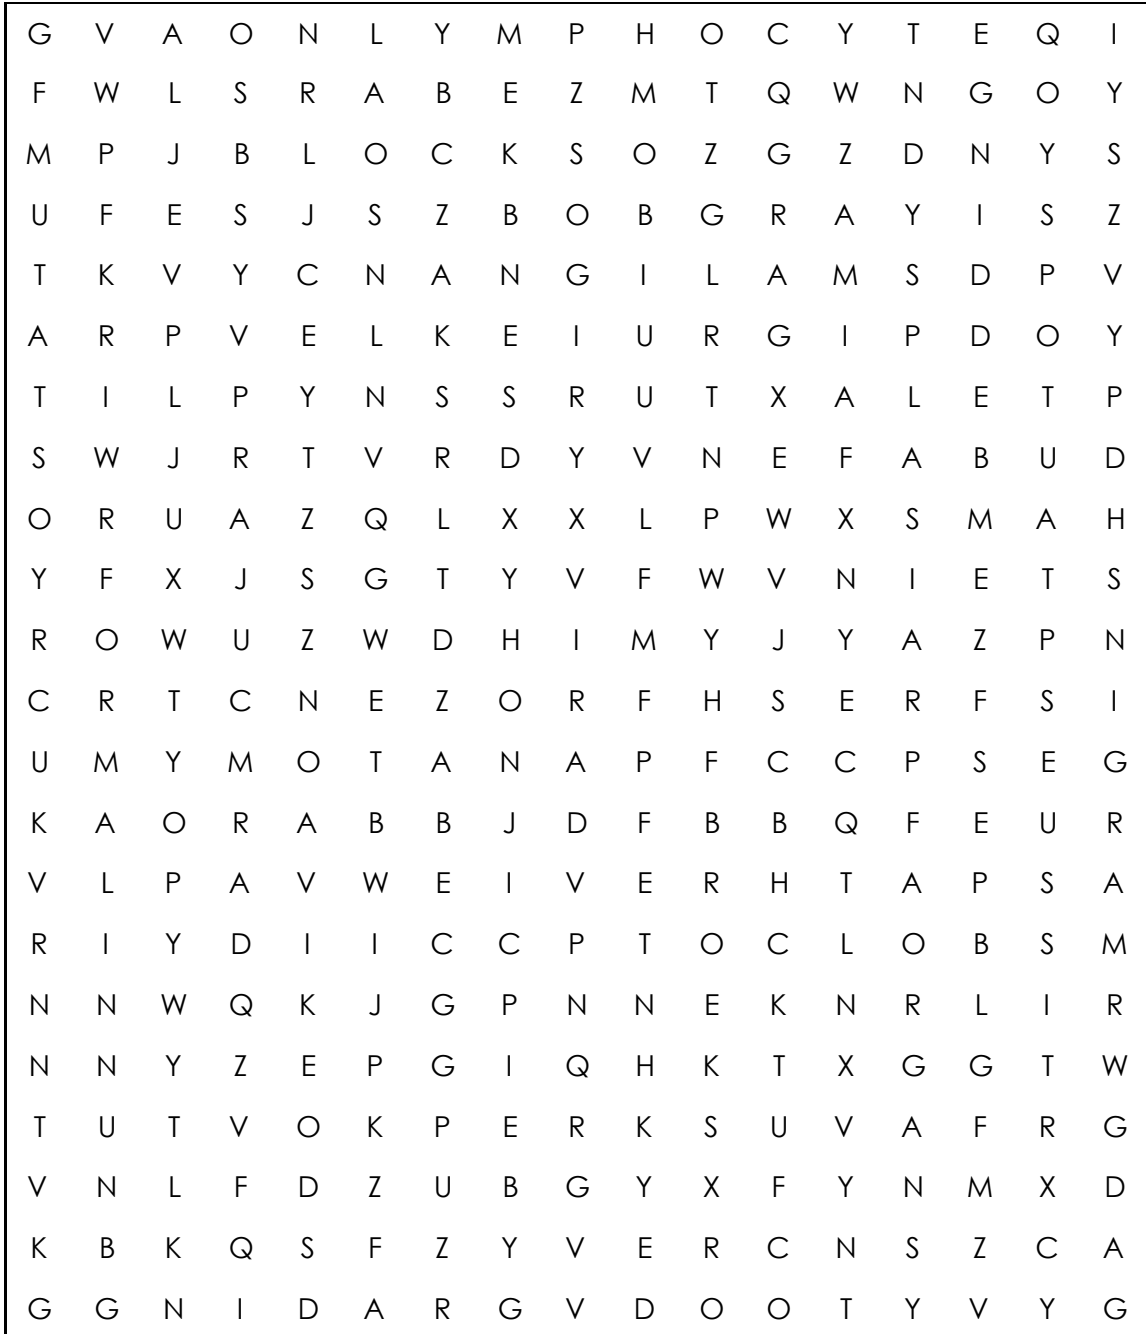 G V A O N L Y M P H O C Y T E Q I
F W L S R A B E Z M T Q W N G O Y
M P J B L O C K S O Z G Z D N Y S
U F E S J S Z B O B G R A Y I S Z
T K V Y C N A N G I L A M S D P V
A R P V E L K E I U R G I P D O Y
T I L P Y N S S R U T X A L E T P
S W J R T V R D Y V N E F A B U D
O R U A Z Q L X X L P W X S M A H
Y F X J S G T Y V F W V N I E T S
R O W U Z W D H I M Y J Y A Z P N
C R T C N E Z O R F H S E R F S I
U M Y M O T A N A P F C C P S E G
K A O R A B B J D F B B Q F E U R
V L P A V W E I V E R H T A P S A
R I Y D I I C C P T O C L O B S M
N N W Q K J G P N N E K N R L I R
N N Y Z E P G I Q H K T X G G T W
T U T V O K P E R K S U V A F R G
V N L F D Z U B G Y X F Y N M X D
K B K Q S F Z Y V E R C N S Z C A
G G N I D A R G V D O O T Y V Y G